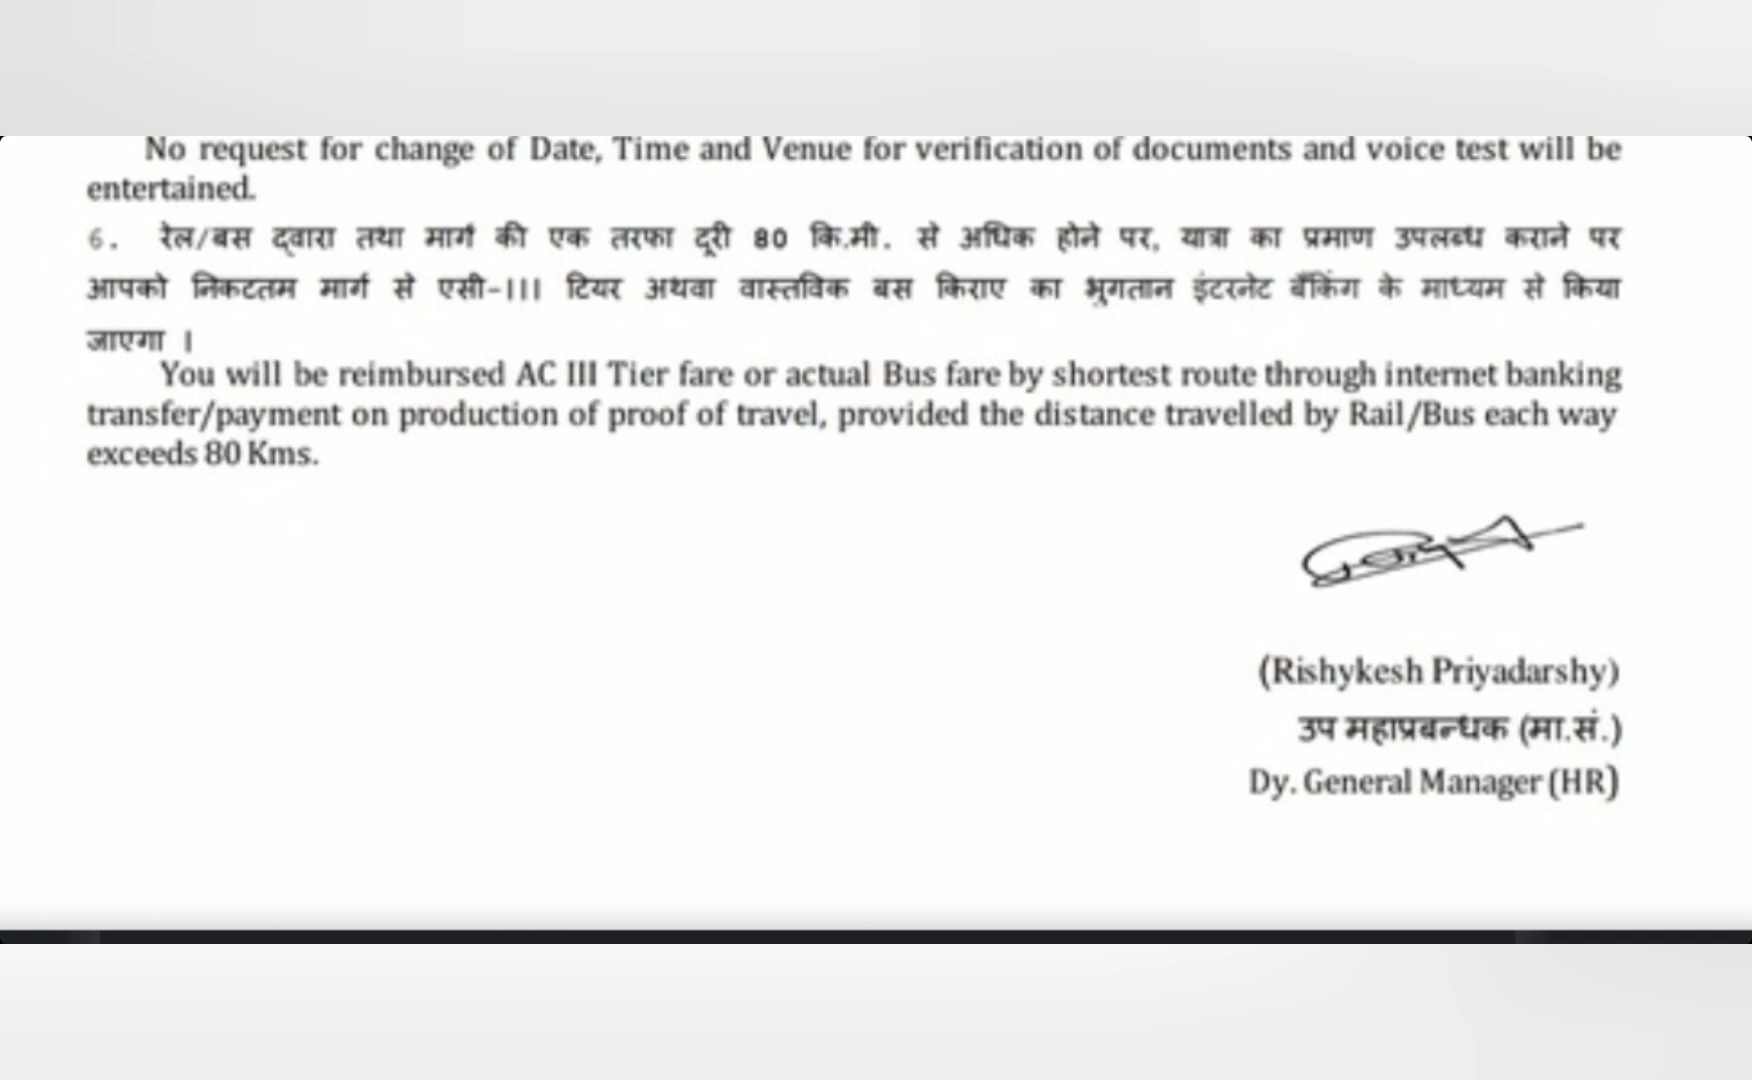 No request for change of Date, Time and Venue for verification of documents and voice test will be
entertained.
6. रेल/बस द्वारा तथा मार्ग की एक तरफा दूरी 80 कि.मी. से अधिक होने पर, यात्रा का प्रमाण उपलब्ध कराने पर
आपको निकटतम मार्ग से एसी-III टियर अथवा वास्तविक बस किराए का भुगतान इंटरनेट बैंकिंग के माध्यम से किया
जाएगा ।
You will be reimbursed AC III Tier fare or actual Bus fare by shortest route through internet banking
transfer/payment on production of proof of travel, provided the distance travelled by Rail/Bus each way
exceeds 80 Kms.
(Rishykesh Priyadarshy)
उप महाप्रबन्धक (मा.सं.)
Dy. General Manager (HR)